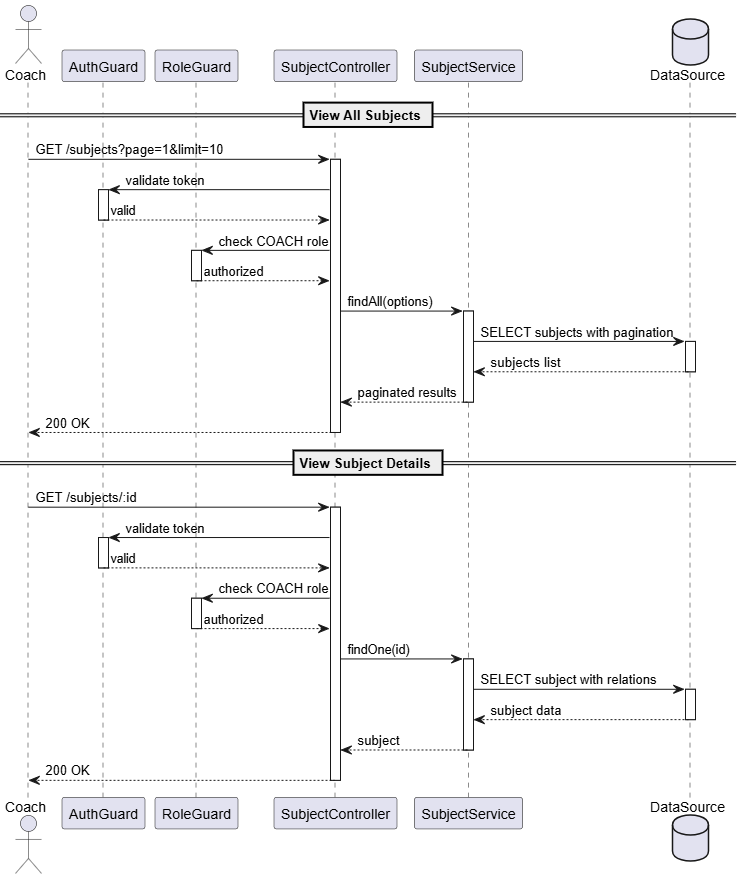 Coach
AuthGuard
RoleGuard
SubjectController
SubjectService
DataSource
View All Subjects
GET /subjects?page=1&limit=10
validate token
valid
check COACH role
authorized
findAll(options)
SELECT subjects with pagination
subjects list
paginated results
200 OK
View Subject Details
GET /subjects/:id
validate token
valid
check COACH role
authorized
findOne(id)
SELECT subject with relations
subject data
subject
200 OK
Coach
AuthGuard
RoleGuard
SubjectController
SubjectService
DataSource